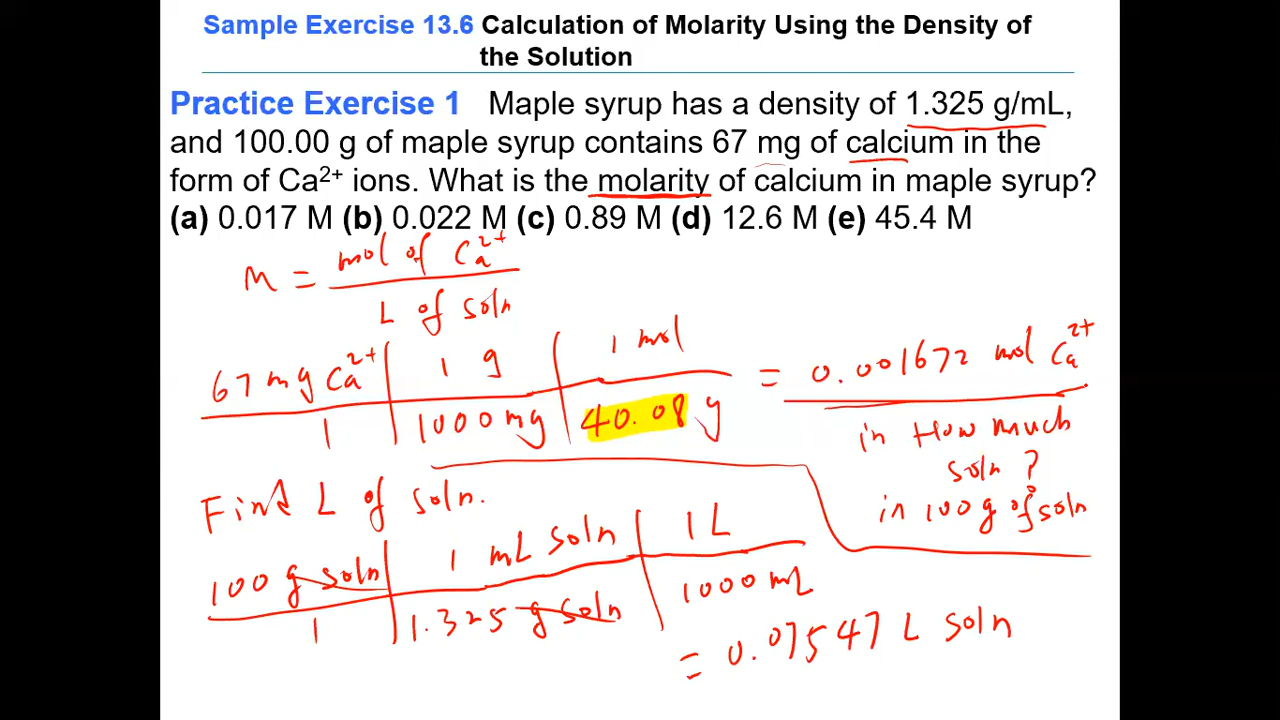 Sample Exercise 13.6 Calculation of Molarity Using the Density of
the Solution
Practice Exercise 1 Maple syrup has a density of 1.325 g/mL,
and 100.00 g of maple syrup contains 67 mg of calcium in the
form of Ca²⁺ ions. What is the molarity of calcium in maple syrup?
(a) 0.017 M (b) 0.022 M (c) 0.89 M (d) 12.6 M (e) 45.4 M
M = mol of Ca²⁺
L of soln
67 mg Ca²⁺ 1 g 1 mol
1 1000 mg 40.08 g
= 0.001672 mol Ca²⁺
in How much
soln ?
in 100 g of soln
Find L of soln.
100 g soln 1 mL soln 1 L
1 1.325 g soln 1000 mL
= 0.07547 L soln